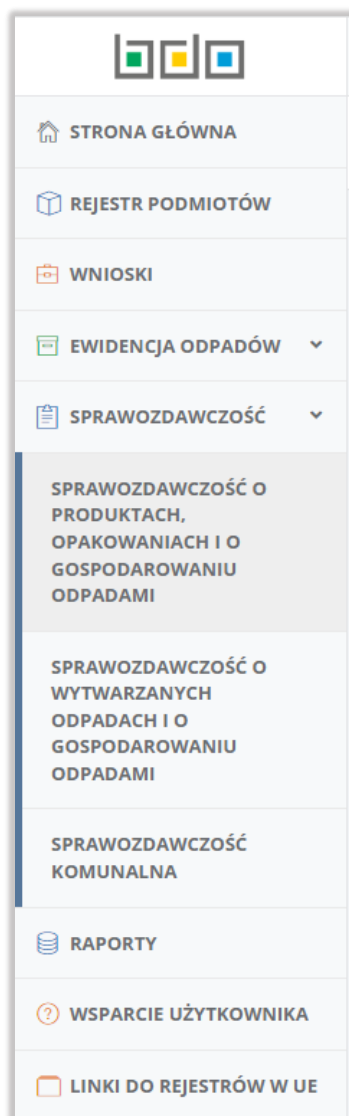 bdo
STRONA GŁÓWNA
REJESTR PODMIOTÓW
WNIOSKI
EWIDENCJA ODPADÓW
SPRAWOZDAWCZOŚĆ
SPRAWOZDAWCZOŚĆ O
PRODUKTACH,
OPAKOWANIACH I O
GOSPODAROWANIU
ODPADAMI
SPRAWOZDAWCZOŚĆ O
WYTWARZANYCH
ODPADACH I O
GOSPODAROWANIU
ODPADAMI
SPRAWOZDAWCZOŚĆ
KOMUNALNA
RAPORTY
WSPARCIE UŻYTKOWNIKA
LINKI DO REJESTRÓW W UE